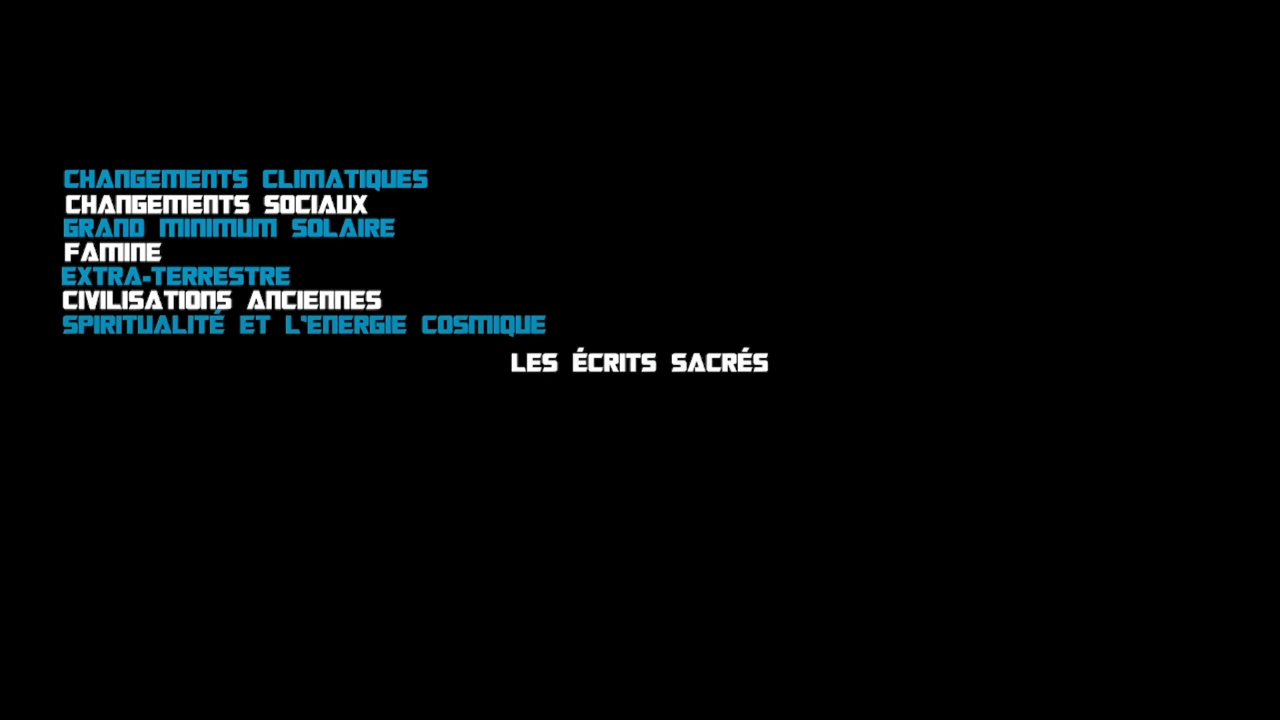 CHANGEMENTS CLIMATIQUES
CHANGEMENTS SOCIAUX
GRAND MINIMUM SOLAIRE
FAMINE
EXTRA-TERRESTRE
CIVILISATIONS ANCIENNES
SPIRITUALITÉ ET L'ENERGIE COSMIQUE
LES ÉCRITS SACRÉS